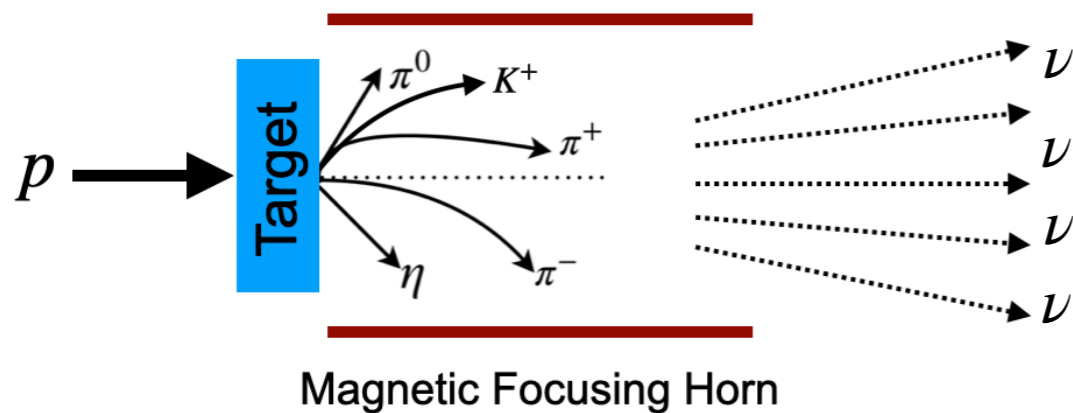 p
Target
π⁰
K⁺
π⁺
π⁻
η
ν
ν
ν
ν
Magnetic Focusing Horn